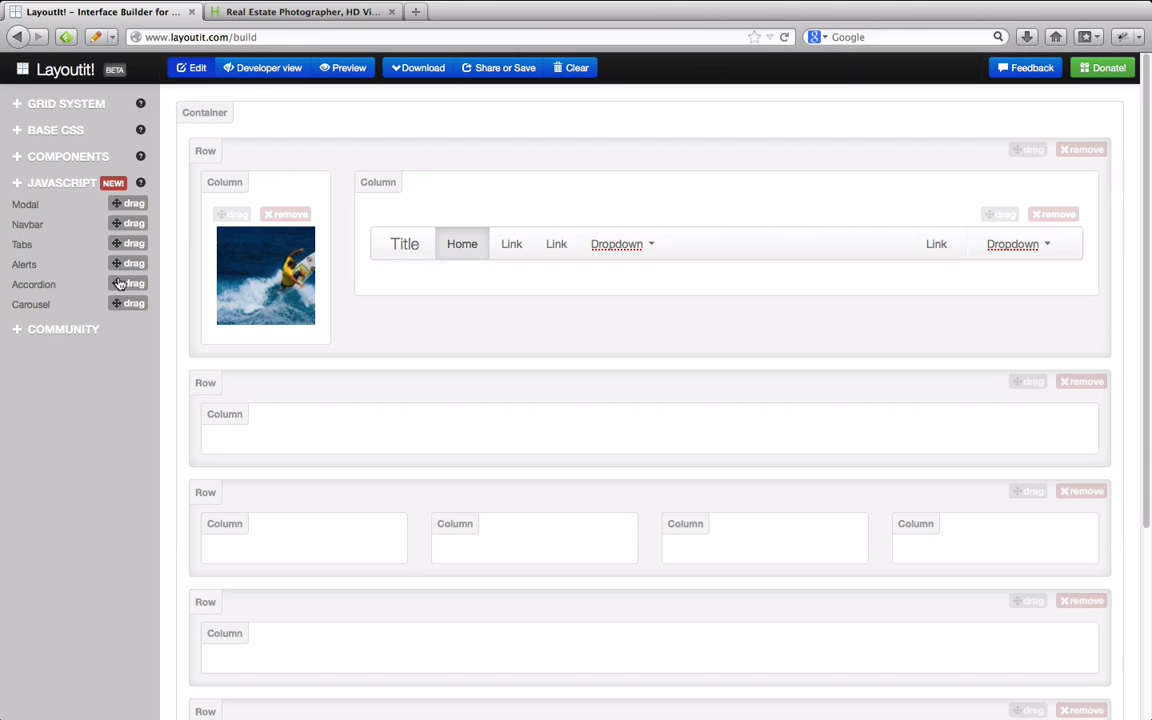 LayoutIt! - Interface Builder for ...
Real Estate Photographer, HD Vi...
www.layoutit.com/build
Google
Layoutit! BETA
Edit
Developer view
Preview
Download
Share or Save
Clear
Feedback
Donate!
GRID SYSTEM
BASE CSS
COMPONENTS
JAVASCRIPT NEW!
Modal drag
Navbar drag
Tabs drag
Alerts drag
Accordion drag
Carousel drag
COMMUNITY
Container
Row drag remove
Column
drag remove
Column
drag remove
Title Home Link Link Dropdown Link Dropdown
Row drag remove
Column
Row drag remove
Column Column Column Column
Row drag remove
Column
Row drag remove